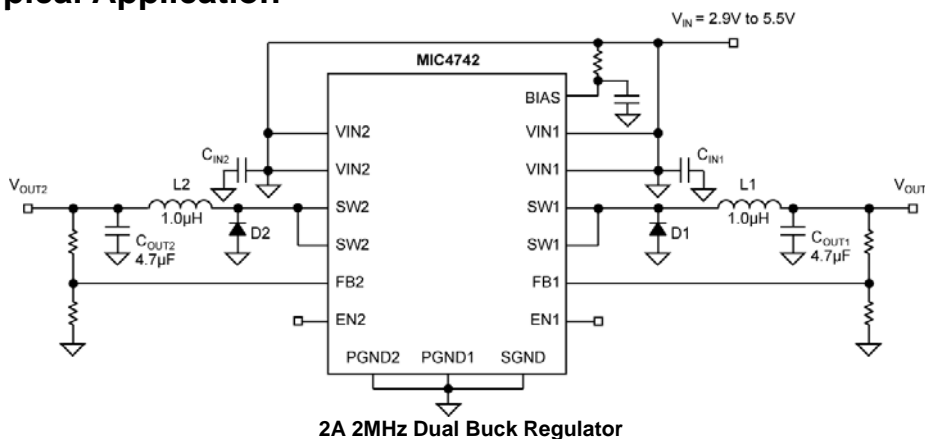 pical Application
V_IN = 2.9V to 5.5V
MIC4742
BIAS
VIN2
VIN1
C_IN2
VIN2
VIN1
C_IN1
V_OUT2
L2
1.0µH
SW2
SW1
L1
1.0µH
V_OUT
D2
SW2
SW1
D1
C_OUT2
4.7µF
C_OUT1
4.7µF
FB2
FB1
EN2
EN1
PGND2
PGND1
SGND
2A 2MHz Dual Buck Regulator